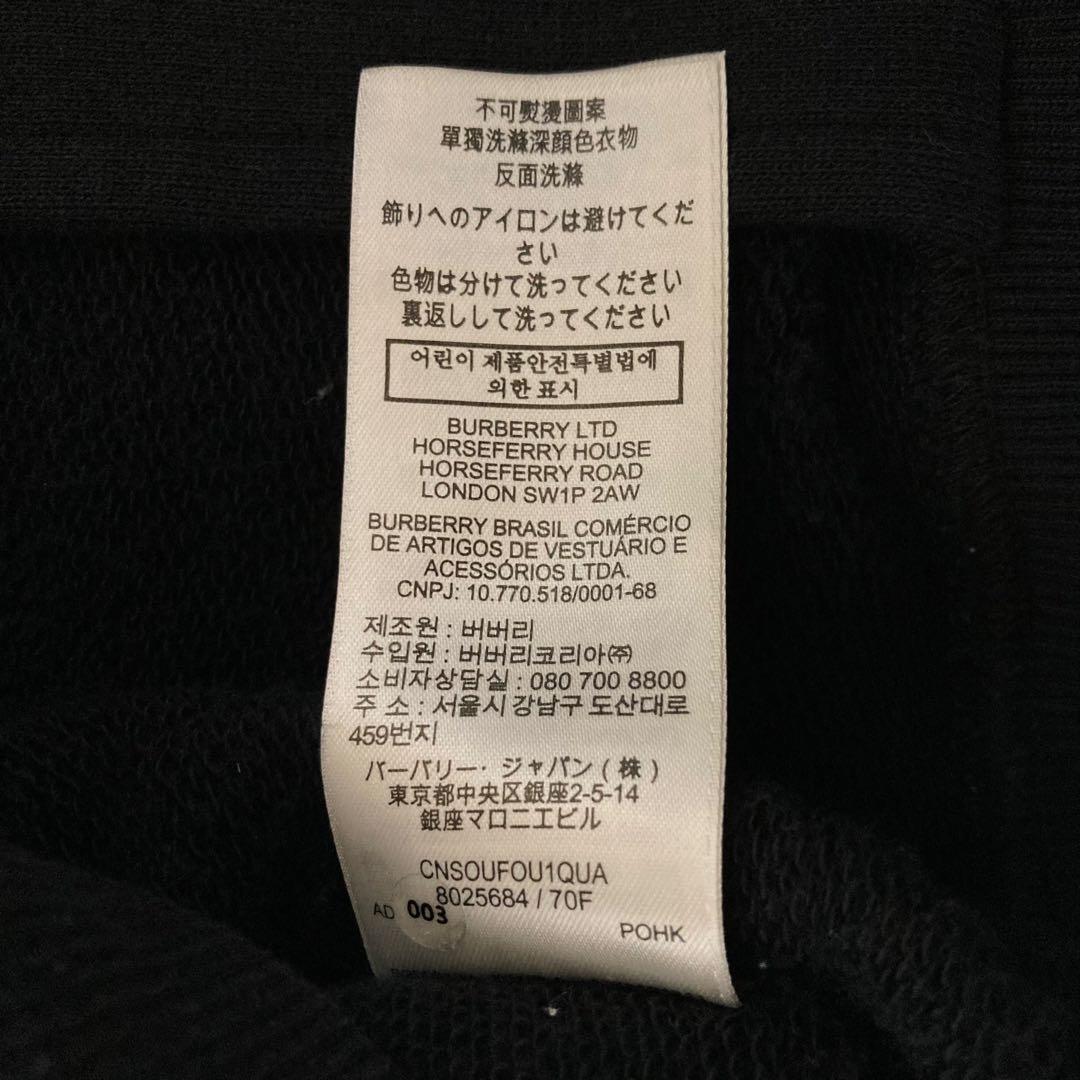 不可熨燙圖案
單獨洗滌深顏色衣物
反面洗滌
飾りへのアイロンは避けてくだ
さい
色物は分けて洗ってください
裏返しして洗ってください
어린이 제품안전특별법에
의한 표시
BURBERRY LTD
HORSEFERRY HOUSE
HORSEFERRY ROAD
LONDON SW1P 2AW
BURBERRY BRASIL COMÉRCIO
DE ARTIGOS DE VESTUÁRIO E
ACESSÓRIOS LTDA.
CNPJ: 10.770.518/0001-68
제조원 : 버버리
수입원 : 버버리코리아㈜
소비자상담실 : 080 700 8800
주 소 : 서울시 강남구 도산대로
459번지
バーバリー・ジャパン ( 株 )
東京都中央区銀座2-5-14
銀座マロニエビル
CNSOUFOU1QUA
8025684 / 70F
AD 003
POHK